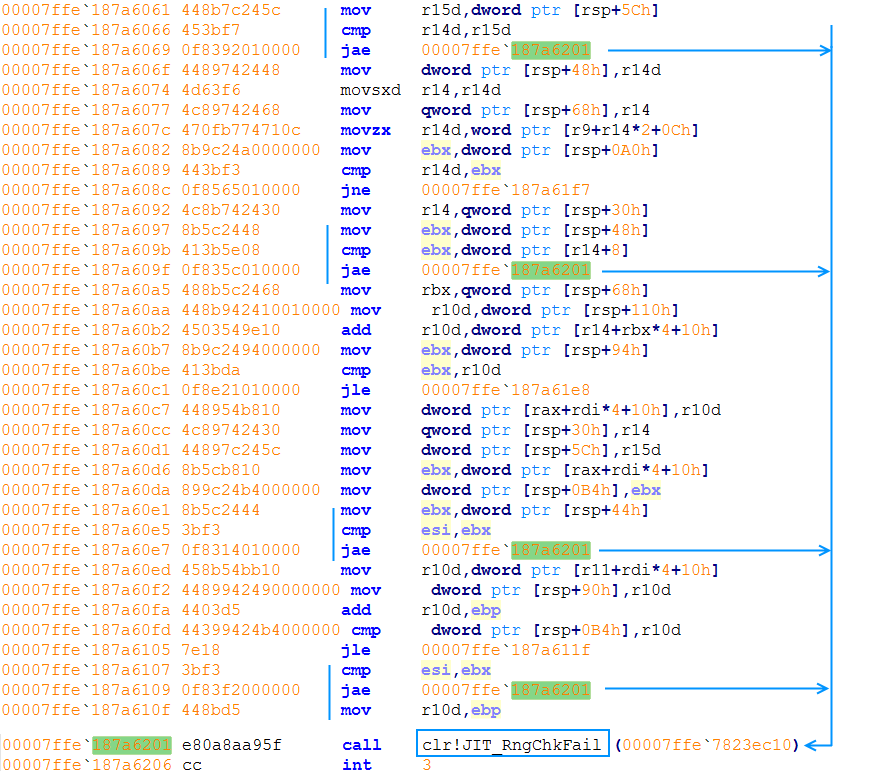 00007ffe`187a6061 448b7c245c mov r15d,dword ptr [rsp+5Ch]
00007ffe`187a6066 453bf7 cmp r14d,r15d
00007ffe`187a6069 0f8392010000 jae 00007ffe`187a6201
00007ffe`187a606f 4489742448 mov dword ptr [rsp+48h],r14d
00007ffe`187a6074 4d63f6 movsxd r14,r14d
00007ffe`187a6077 4c89742468 mov qword ptr [rsp+68h],r14
00007ffe`187a607c 470fb774710c movzx r14d,word ptr [r9+r14*2+0Ch]
00007ffe`187a6082 8b9c24a0000000 mov ebx,dword ptr [rsp+0A0h]
00007ffe`187a6089 443bf3 cmp r14d,ebx
00007ffe`187a608c 0f8565010000 jne 00007ffe`187a61f7
00007ffe`187a6092 4c8b742430 mov r14,qword ptr [rsp+30h]
00007ffe`187a6097 8b5c2448 mov ebx,dword ptr [rsp+48h]
00007ffe`187a609b 413b5e08 cmp ebx,dword ptr [r14+8]
00007ffe`187a609f 0f835c010000 jae 00007ffe`187a6201
00007ffe`187a60a5 488b5c2468 mov rbx,qword ptr [rsp+68h]
00007ffe`187a60aa 448b942410010000 mov r10d,dword ptr [rsp+110h]
00007ffe`187a60b2 4503549e10 add r10d,dword ptr [r14+rbx*4+10h]
00007ffe`187a60b7 8b9c2494000000 mov ebx,dword ptr [rsp+94h]
00007ffe`187a60be 413bda cmp ebx,r10d
00007ffe`187a60c1 0f8e21010000 jle 00007ffe`187a61e8
00007ffe`187a60c7 448954b810 mov dword ptr [rax+rdi*4+10h],r10d
00007ffe`187a60cc 4c89742430 mov qword ptr [rsp+30h],r14
00007ffe`187a60d1 44897c245c mov dword ptr [rsp+5Ch],r15d
00007ffe`187a60d6 8b5cb810 mov ebx,dword ptr [rax+rdi*4+10h]
00007ffe`187a60da 899c24b4000000 mov dword ptr [rsp+0B4h],ebx
00007ffe`187a60e1 8b5c2444 mov ebx,dword ptr [rsp+44h]
00007ffe`187a60e5 3bf3 cmp esi,ebx
00007ffe`187a60e7 0f8314010000 jae 00007ffe`187a6201
00007ffe`187a60ed 458b54bb10 mov r10d,dword ptr [r11+rdi*4+10h]
00007ffe`187a60f2 4489942490000000 mov dword ptr [rsp+90h],r10d
00007ffe`187a60fa 4403d5 add r10d,ebp
00007ffe`187a60fd 44399424b4000000 cmp dword ptr [rsp+0B4h],r10d
00007ffe`187a6105 7e18 jle 00007ffe`187a611f
00007ffe`187a6107 3bf3 cmp esi,ebx
00007ffe`187a6109 0f83f2000000 jae 00007ffe`187a6201
00007ffe`187a610f 448bd5 mov r10d,ebp
00007ffe`187a6201 e80a8aa95f call clr!JIT_RngChkFail (00007ffe`7823ec10)
00007ffe`187a6206 cc int 3